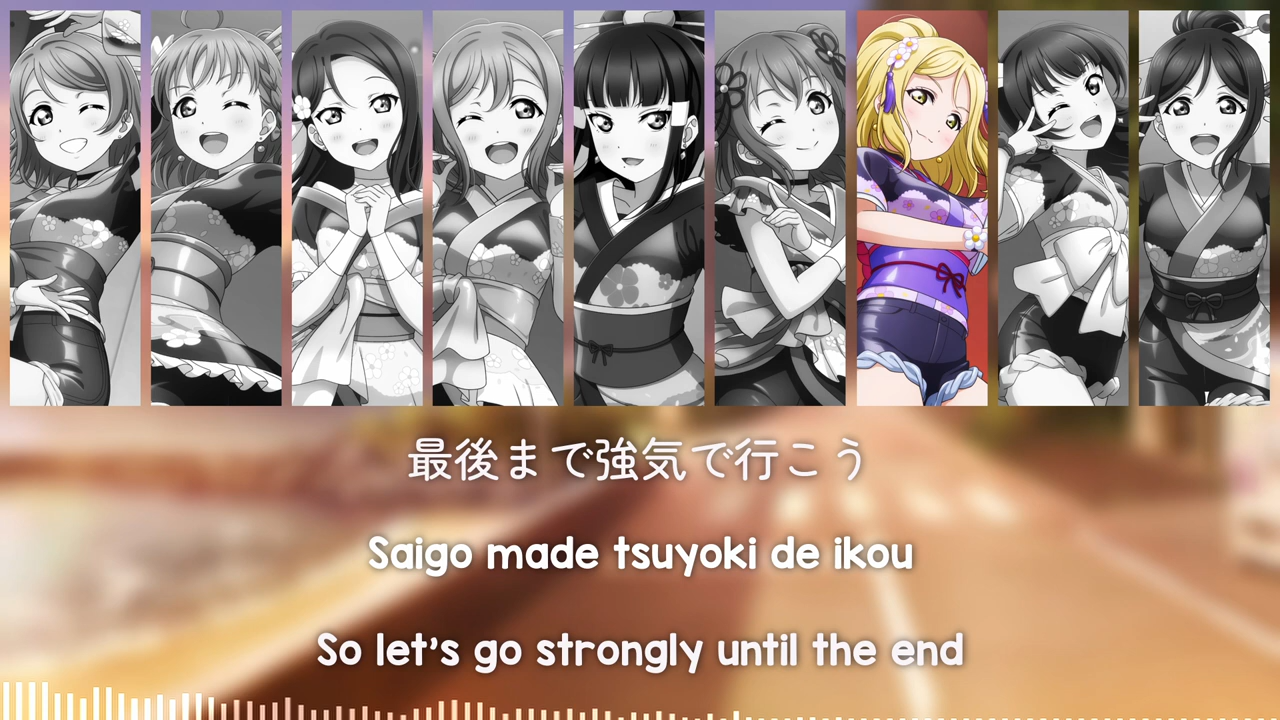 最後まで強気で行こう
Saigo made tsuyoki de ikou
So let's go strongly until the end